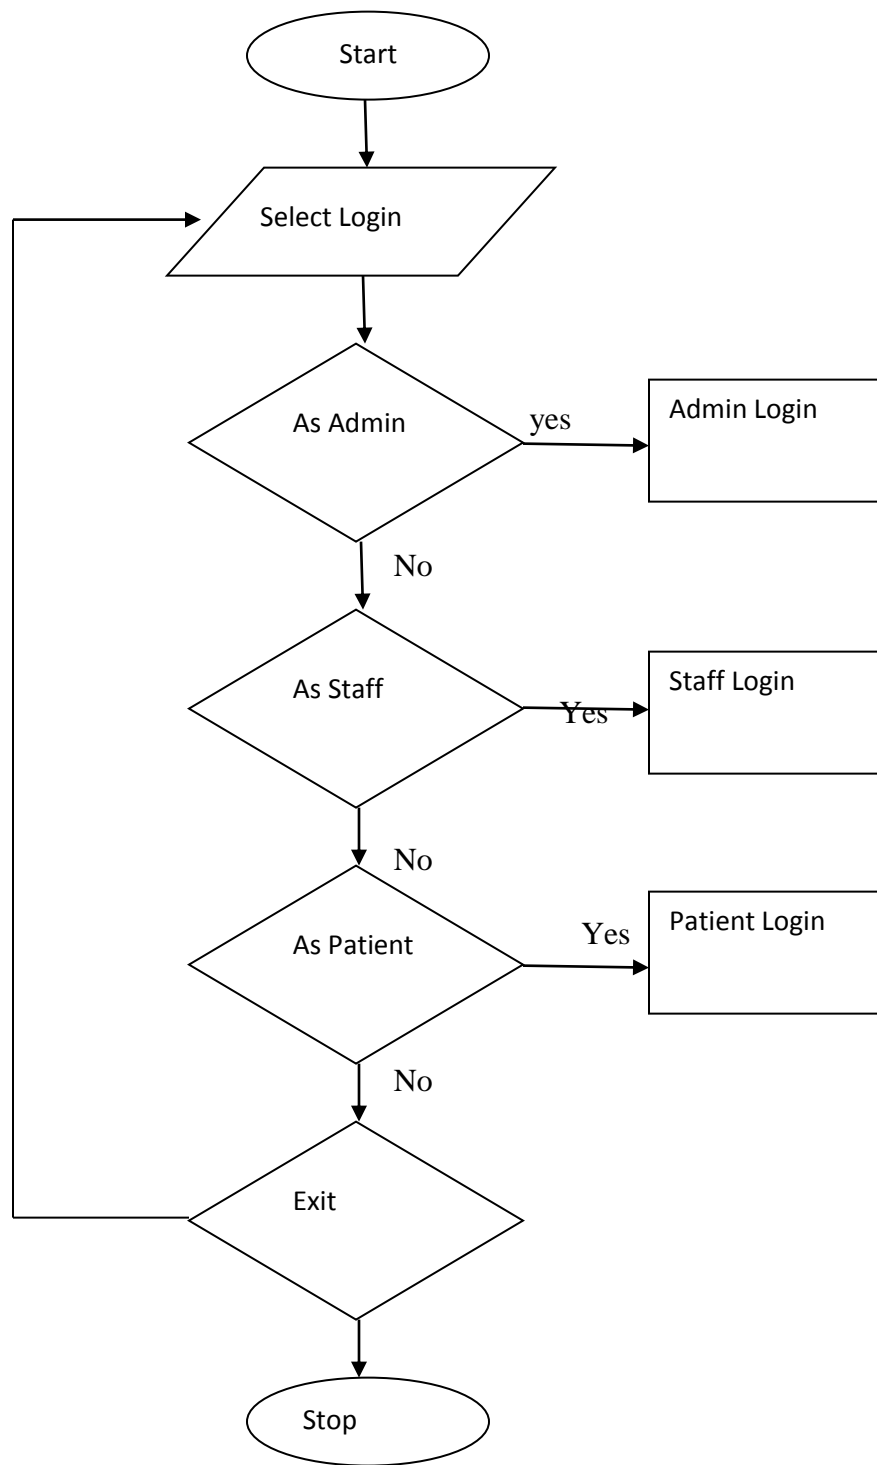 Start
Select Login
As Admin
yes
Admin Login
No
As Staff
Yes
Staff Login
No
As Patient
Yes
Patient Login
No
Exit
Stop